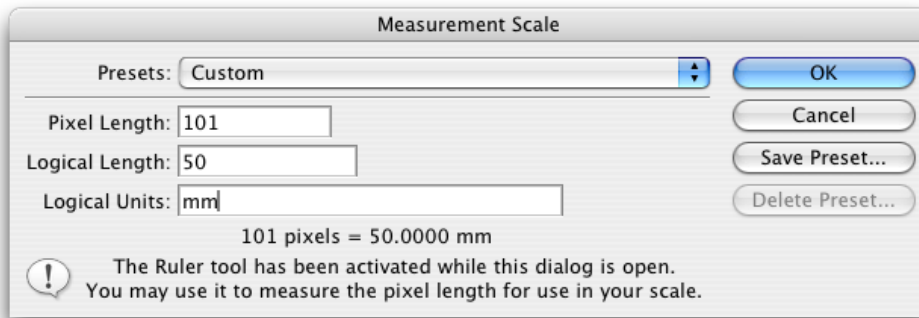 Measurement Scale
Presets: Custom
OK
Pixel Length: 101
Cancel
Logical Length: 50
Save Preset...
Logical Units: mm
Delete Preset...
101 pixels = 50.0000 mm
The Ruler tool has been activated while this dialog is open.
You may use it to measure the pixel length for use in your scale.